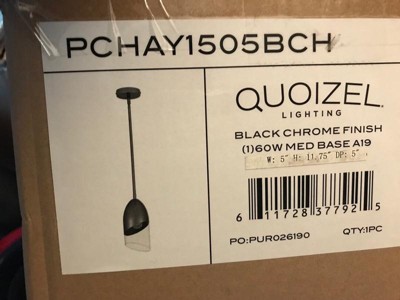 PCHAY1505BCH
QUOIZEL
LIGHTING
BLACK CHROME FINISH
(1)60W MED BASE A19
W: 5" H: 11.75" DP: 5"
6 11728 37792 5
PO:PUR026190 QTY:1PC